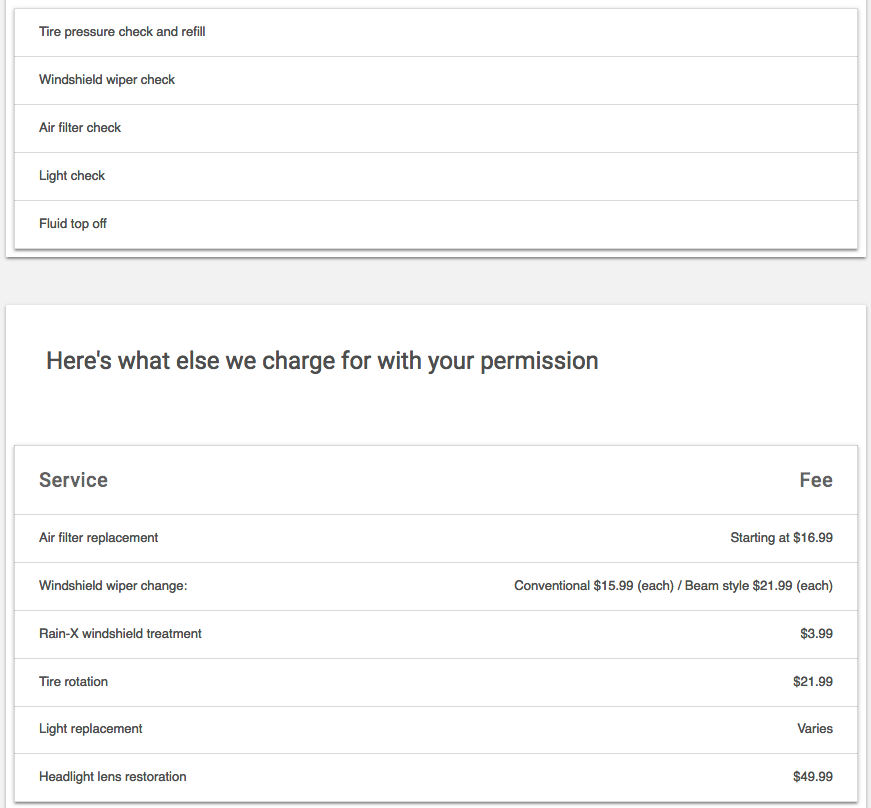 Tire pressure check and refill
Windshield wiper check
Air filter check
Light check
Fluid top off
Here's what else we charge for with your permission
Service Fee
Air filter replacement Starting at $16.99
Windshield wiper change: Conventional $15.99 (each) / Beam style $21.99 (each)
Rain-X windshield treatment $3.99
Tire rotation $21.99
Light replacement Varies
Headlight lens restoration $49.99